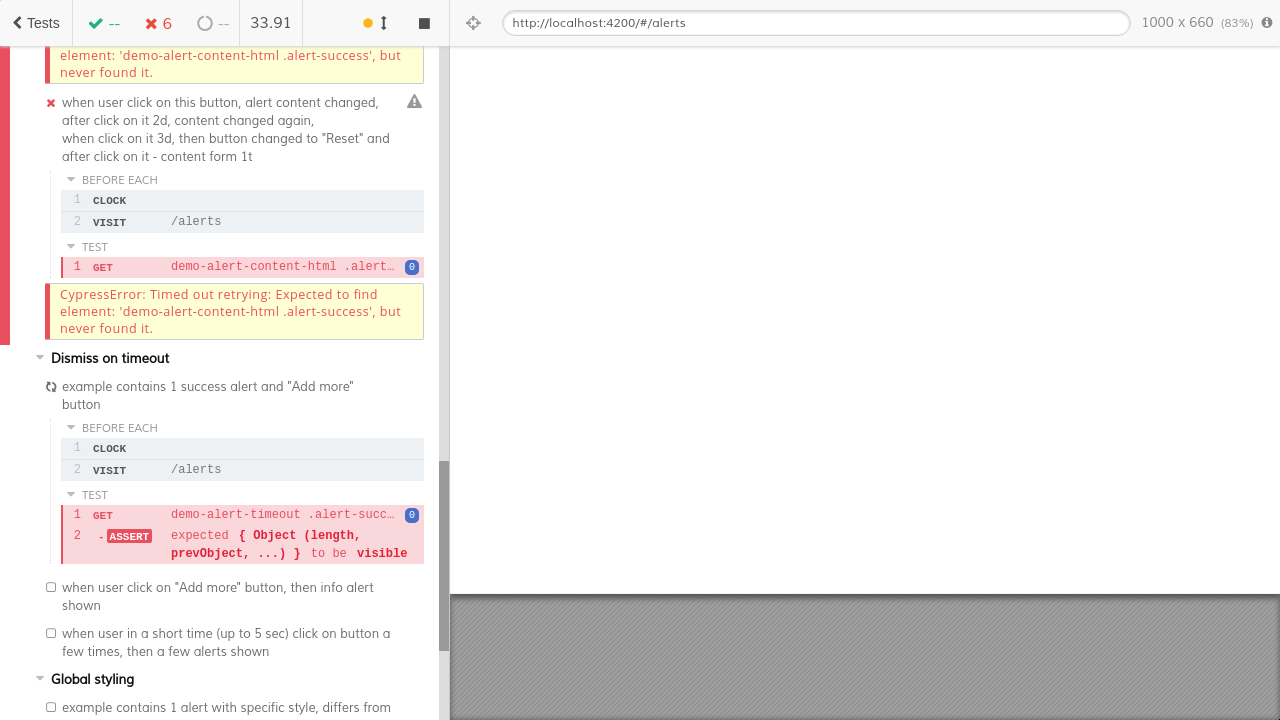 Tests
--
6
--
33.91
http://localhost:4200/#/alerts
1000 x 660 (83%)
element: 'demo-alert-content-html .alert-success', but
never found it.
when user click on this button, alert content changed,
after click on it 2d, content changed again,
when click on it 3d, then button changed to "Reset" and
after click on it - content form 1t
BEFORE EACH
1 CLOCK
2 VISIT /alerts
TEST
1 GET demo-alert-content-html .alert… 0
CypressError: Timed out retrying: Expected to find
element: 'demo-alert-content-html .alert-success', but
never found it.
Dismiss on timeout
example contains 1 success alert and "Add more"
button
BEFORE EACH
1 CLOCK
2 VISIT /alerts
TEST
1 GET demo-alert-timeout .alert-succ… 0
2 - ASSERT expected { Object (length,
prevObject, ...) } to be visible
when user click on "Add more" button, then info alert
shown
when user in a short time (up to 5 sec) click on button a
few times, then a few alerts shown
Global styling
example contains 1 alert with specific style, differs from